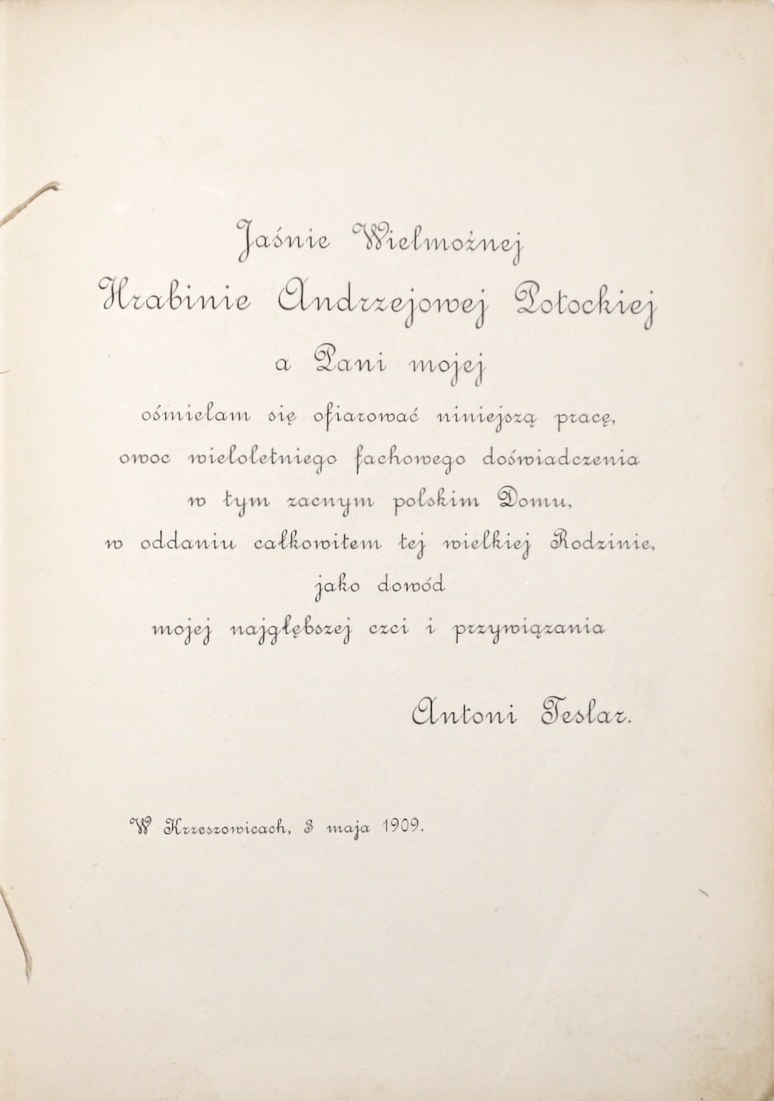 Jaśnie Wielmożnej
Hrabinie Andrzejowej Potockiej
a Pani mojej
ośmielam się ofiarować niniejszą pracę,
owoc wieloletniego fachowego doświadczenia
w tym zacnym polskim Domu,
w oddaniu całkowitem tej wielkiej Rodzinie,
jako dowód
mojej najgłębszej czci i przywiązania
Antoni Teslar.
W Krzeszowicach, 3 maja 1909.